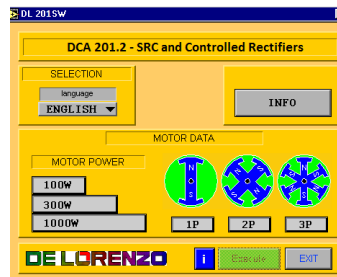 DL 201SW
DCA 201.2 - SRC and Controlled Rectifiers
SELECTION
language
ENGLISH
INFO
MOTOR DATA
MOTOR POWER
100W
300W
1000W
N
S
1P
2P
3P
DE LORENZO
i
Execute
EXIT